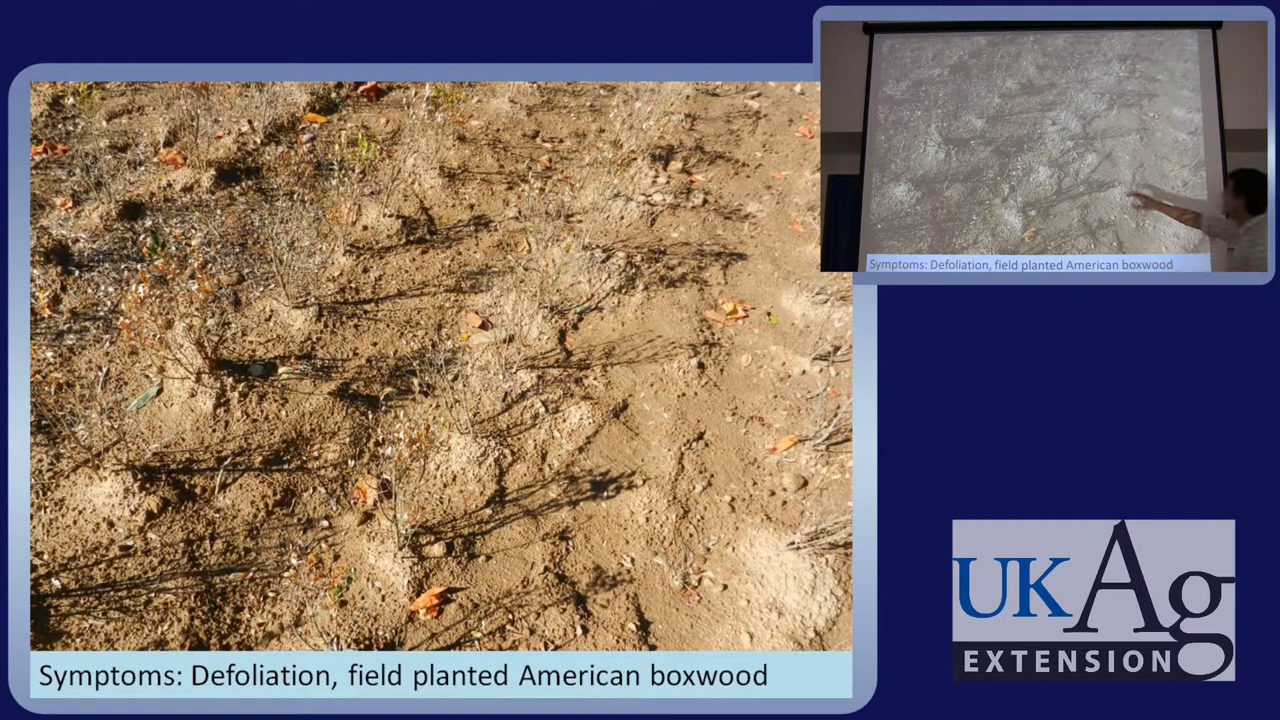 Symptoms: Defoliation, field planted American boxwood
Symptoms: Defoliation, field planted American boxwood
UKAg
EXTENSION